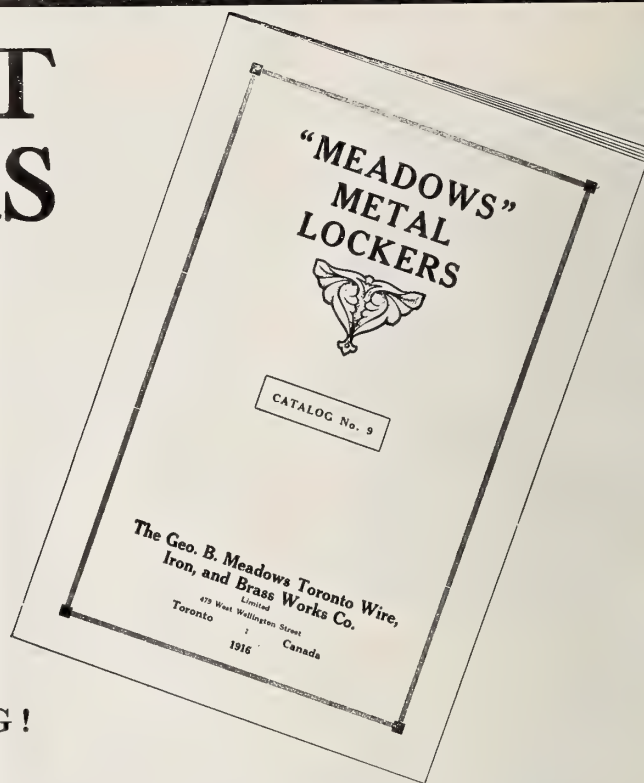 T
S
"MEADOWS"
METAL
LOCKERS
CATALOG No. 9
The Geo. B. Meadows Toronto Wire,
Iron, and Brass Works Co.
Limited
479 West Wellington Street
Toronto : Canada
1916
G!